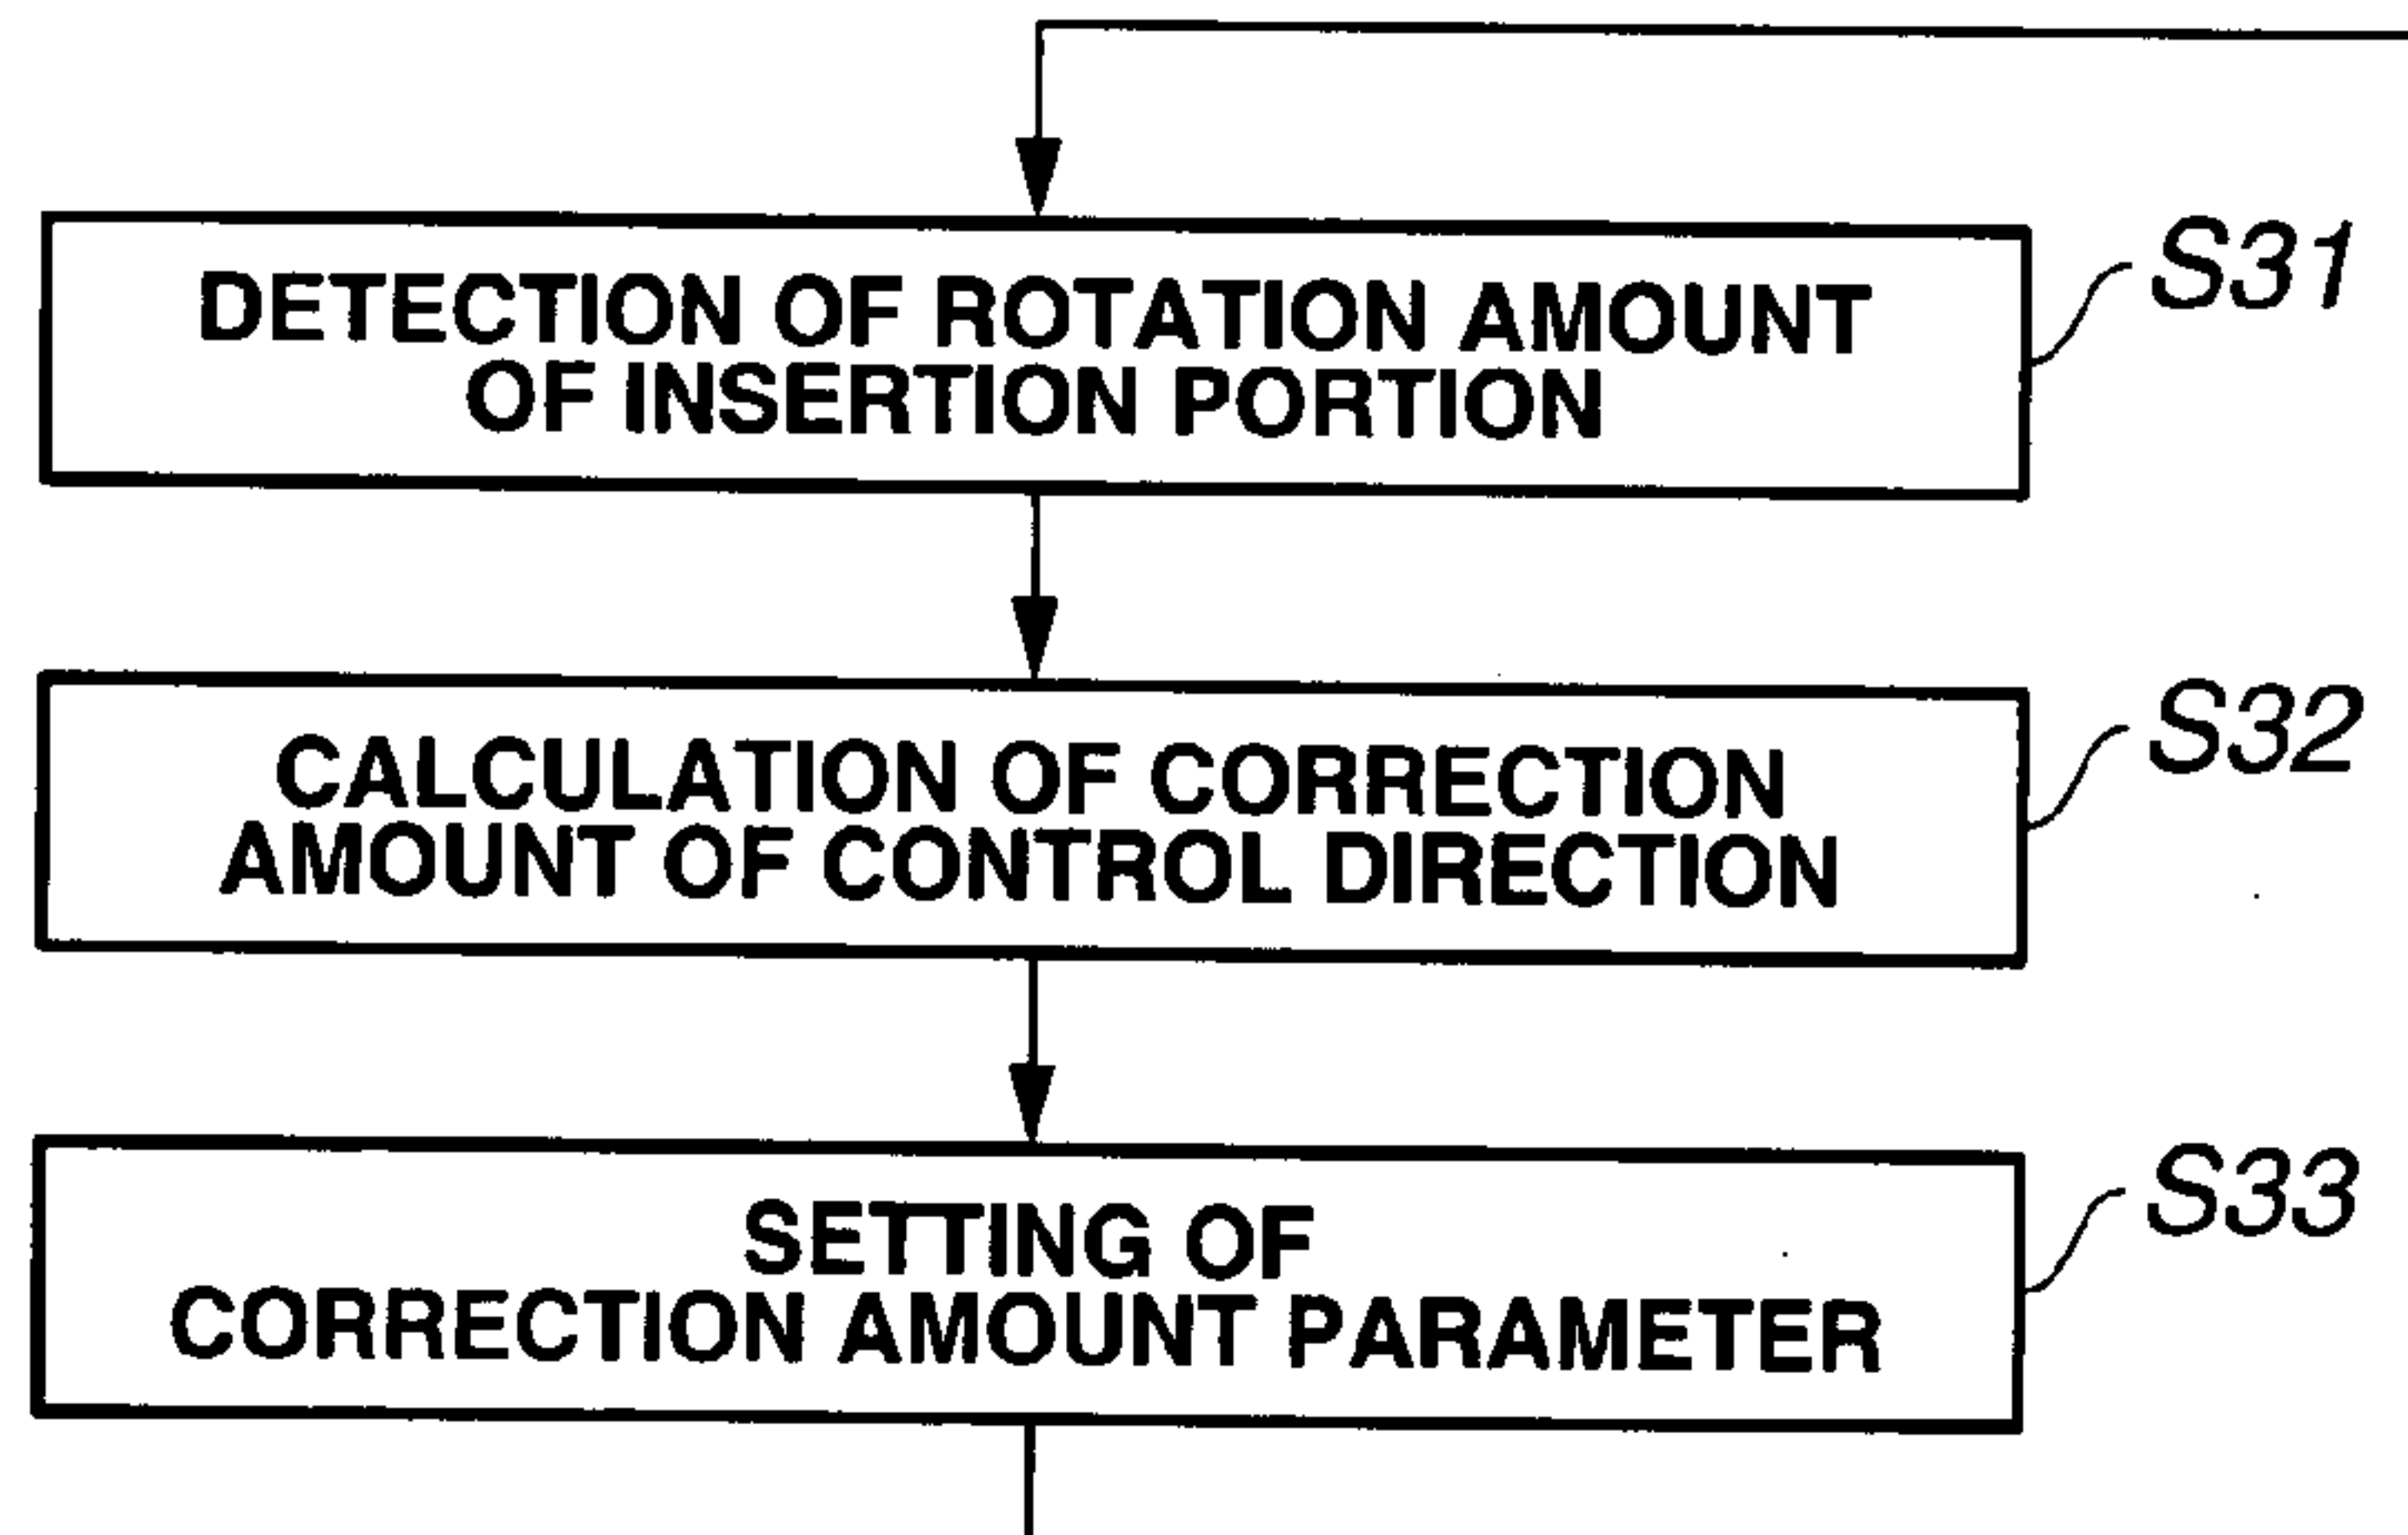 DETECTION OF ROTATION AMOUNT
OF INSERTION PORTION
S31
CALCULATION OF CORRECTION
AMOUNT OF CONTROL DIRECTION
S32
SETTING OF
CORRECTION AMOUNT PARAMETER
S33